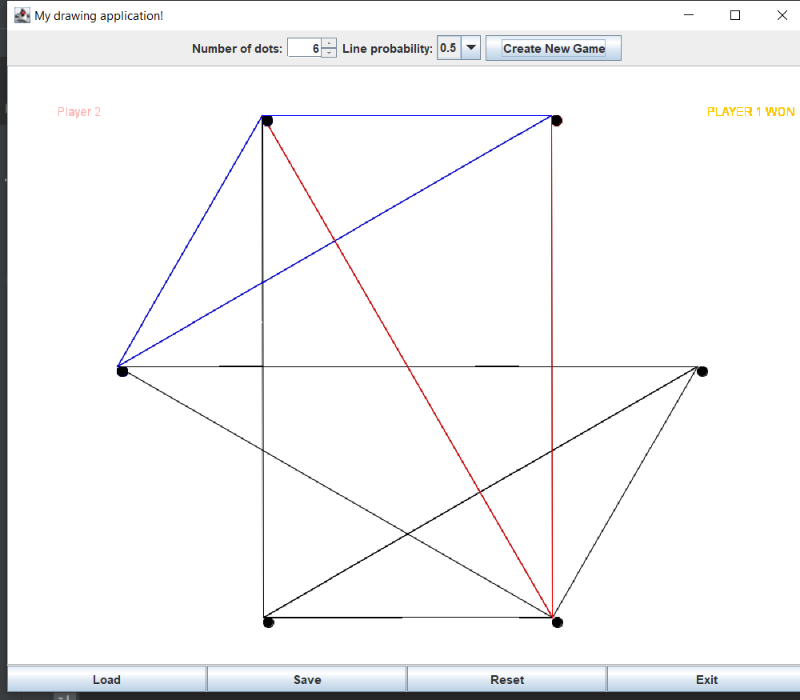 My drawing application!
Number of dots: 6 Line probability: 0.5 Create New Game
Player 2 PLAYER 1 WON
Load Save Reset Exit